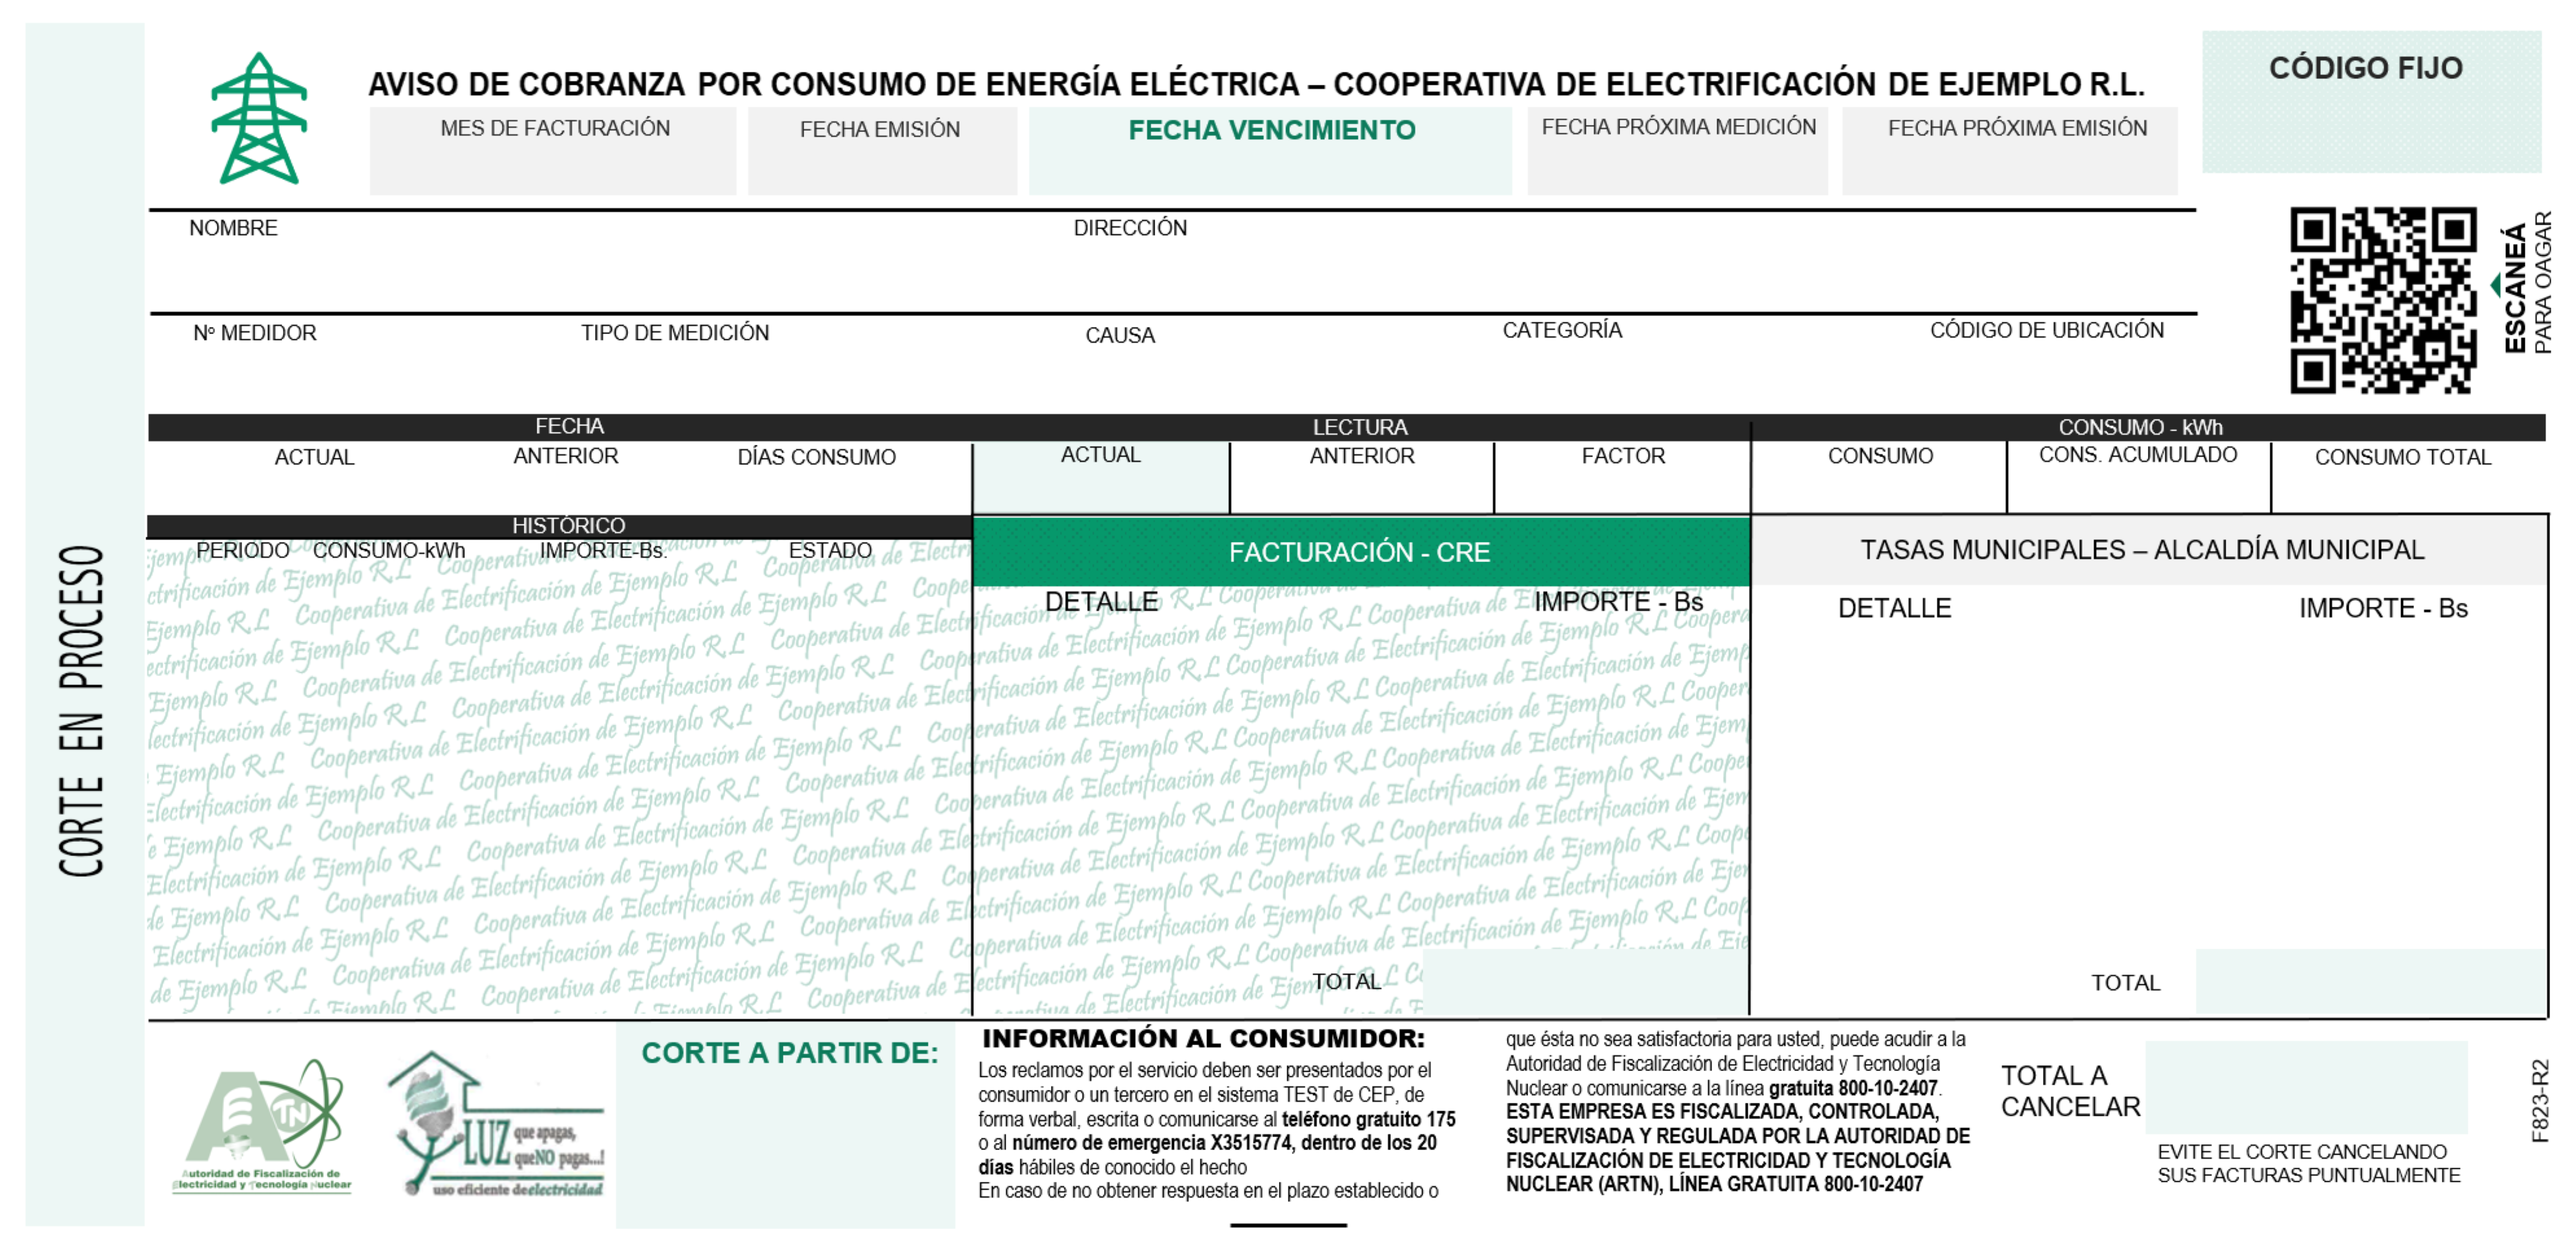 AVISO DE COBRANZA POR CONSUMO DE ENERGÍA ELÉCTRICA – COOPERATIVA DE ELECTRIFICACIÓN DE EJEMPLO R.L.
CÓDIGO FIJO
MES DE FACTURACIÓN
FECHA EMISIÓN
FECHA VENCIMIENTO
FECHA PRÓXIMA MEDICIÓN
FECHA PRÓXIMA EMISIÓN
NOMBRE
DIRECCIÓN
ESCANEÁ
PARA OAGAR
Nº MEDIDOR
TIPO DE MEDICIÓN
CAUSA
CATEGORÍA
CÓDIGO DE UBICACIÓN
FECHA
LECTURA
CONSUMO - kWh
ACTUAL
ANTERIOR
DÍAS CONSUMO
ACTUAL
ANTERIOR
FACTOR
CONSUMO
CONS. ACUMULADO
CONSUMO TOTAL
HISTÓRICO
PERIODO
CONSUMO-kWh
IMPORTE-Bs.
ESTADO
FACTURACIÓN - CRE
DETALLE
IMPORTE - Bs
TOTAL
TASAS MUNICIPALES – ALCALDÍA MUNICIPAL
DETALLE
IMPORTE - Bs
TOTAL
Cooperativa de Electrificación de Ejemplo R.L
CORTE EN PROCESO
TN
Autoridad de Fiscalización de
Electricidad y Tecnología Nuclear
LUZ que apagas,
queNO pagas...!
uso eficiente de electricidad
CORTE A PARTIR DE:
INFORMACIÓN AL CONSUMIDOR:
Los reclamos por el servicio deben ser presentados por el
consumidor o un tercero en el sistema TEST de CEP, de
forma verbal, escrita o comunicarse al teléfono gratuito 175
o al número de emergencia X3515774, dentro de los 20
días hábiles de conocido el hecho
En caso de no obtener respuesta en el plazo establecido o
que ésta no sea satisfactoria para usted, puede acudir a la
Autoridad de Fiscalización de Electricidad y Tecnología
Nuclear o comunicarse a la línea gratuita 800-10-2407.
ESTA EMPRESA ES FISCALIZADA, CONTROLADA,
SUPERVISADA Y REGULADA POR LA AUTORIDAD DE
FISCALIZACIÓN DE ELECTRICIDAD Y TECNOLOGÍA
NUCLEAR (ARTN), LÍNEA GRATUITA 800-10-2407
TOTAL A
CANCELAR
EVITE EL CORTE CANCELANDO
SUS FACTURAS PUNTUALMENTE
F823-R2